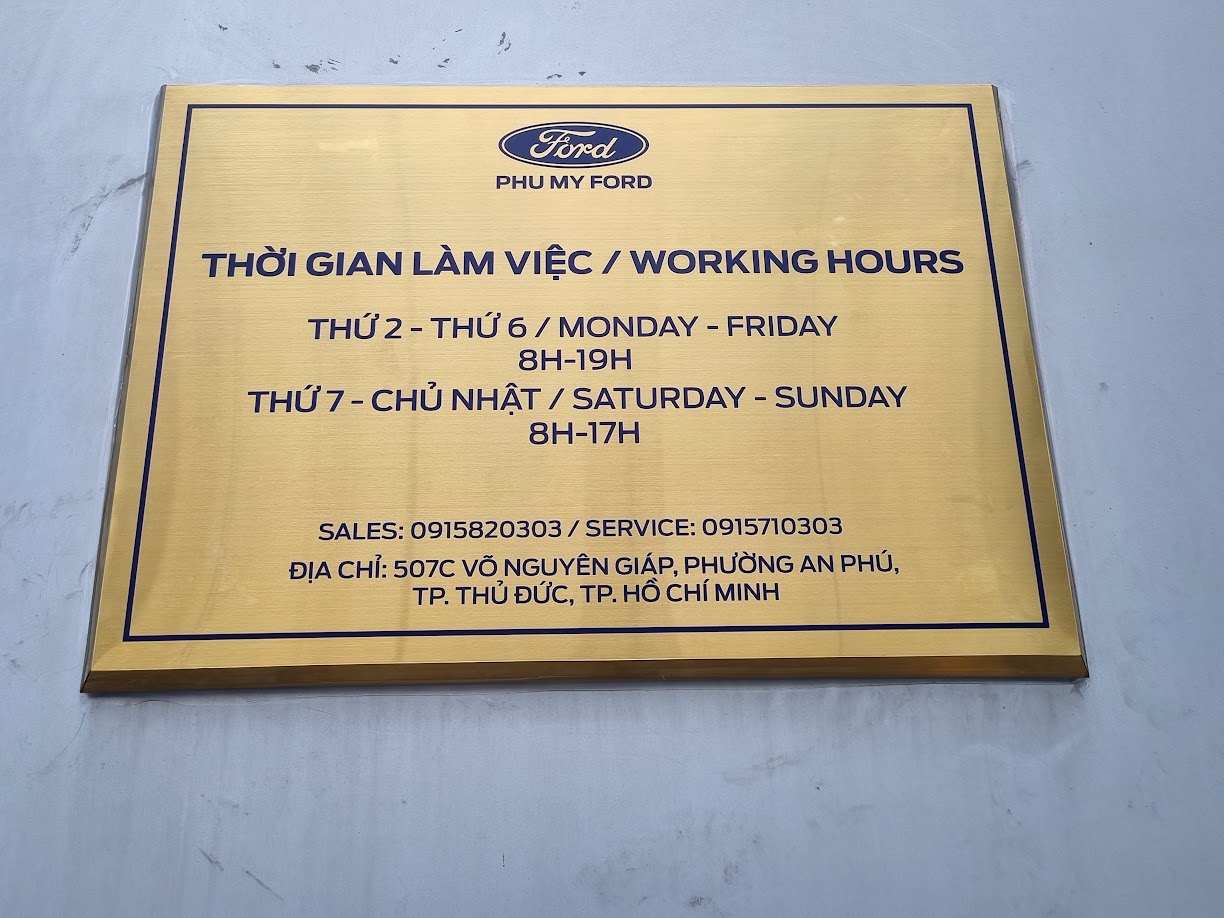 Ford
PHU MY FORD
THỜI GIAN LÀM VIỆC / WORKING HOURS
THỨ 2 - THỨ 6 / MONDAY - FRIDAY
8H-19H
THỨ 7 - CHỦ NHẬT / SATURDAY - SUNDAY
8H-17H
SALES: 0915820303 / SERVICE: 0915710303
ĐỊA CHỈ: 507C VÕ NGUYÊN GIÁP, PHƯỜNG AN PHÚ,
TP. THỦ ĐỨC, TP. HỒ CHÍ MINH